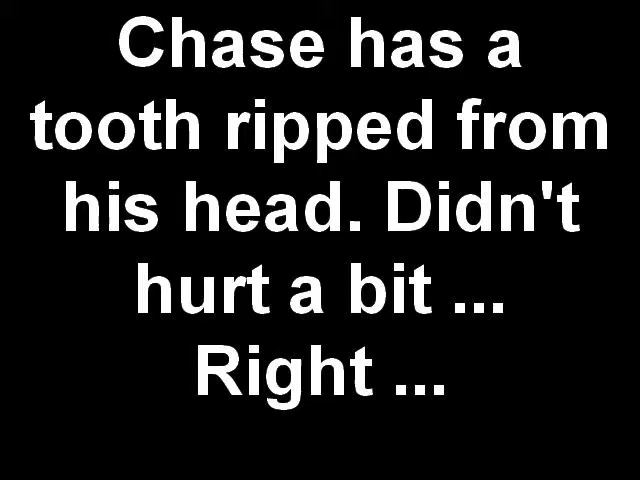 Chase has a
tooth ripped from
his head. Didn't
hurt a bit ...
Right ...